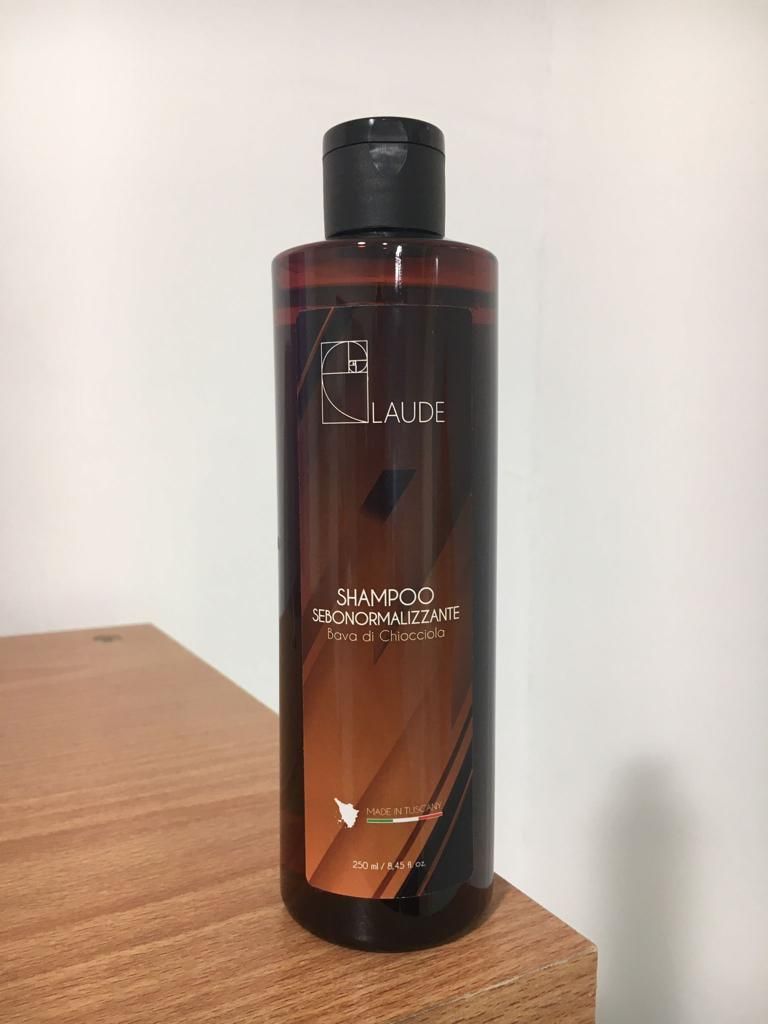 LAUDE
SHAMPOO
SEBONORMALIZZANTE
Bava di Chiocciola
MADE IN TUSCANY
250 ml / 8,45 fl. oz.